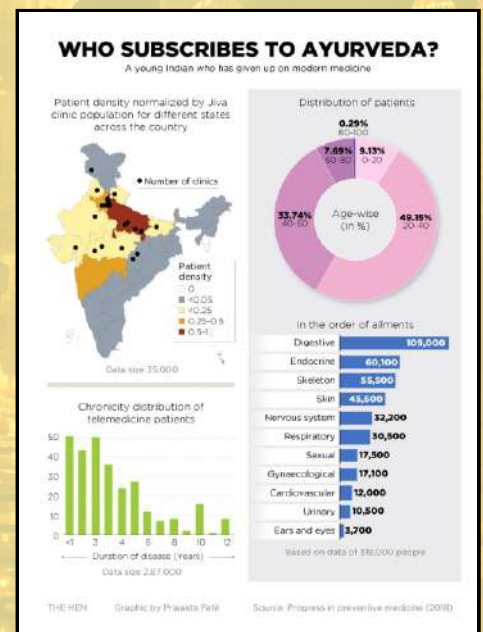 WHO SUBSCRIBES TO AYURVEDA?
A young Indian who has given up on modern medicine
Patient density normalized by Jiva
clinic population for different states
across the country
Number of clinics
Patient
density
0
<0.05
<0.25
0.25-0.5
0.5-1
Data size 35,000
Distribution of patients
0.29%
80-100
7.69%
60-80
9.13%
0-20
33.74%
40-60
Age-wise
(in %)
49.15%
20-40
In the order of ailments
Digestive 109,000
Endocrine 60,100
Skeleton 55,500
Skin 45,500
Nervous system 32,200
Respiratory 30,500
Sexual 17,500
Gynaecological 17,100
Cardiovascular 12,000
Urinary 10,500
Ears and eyes 3,700
Based on data of people
Chronicity distribution of
telemedicine patients
50
40
30
20
10
0
<1 3 4 6 8 10 12
Duration of disease (Years)
Data size 2,67,000
THE KEN
Graphic by Prajakta Patil
Source: Progress in preventive medicine (2018)